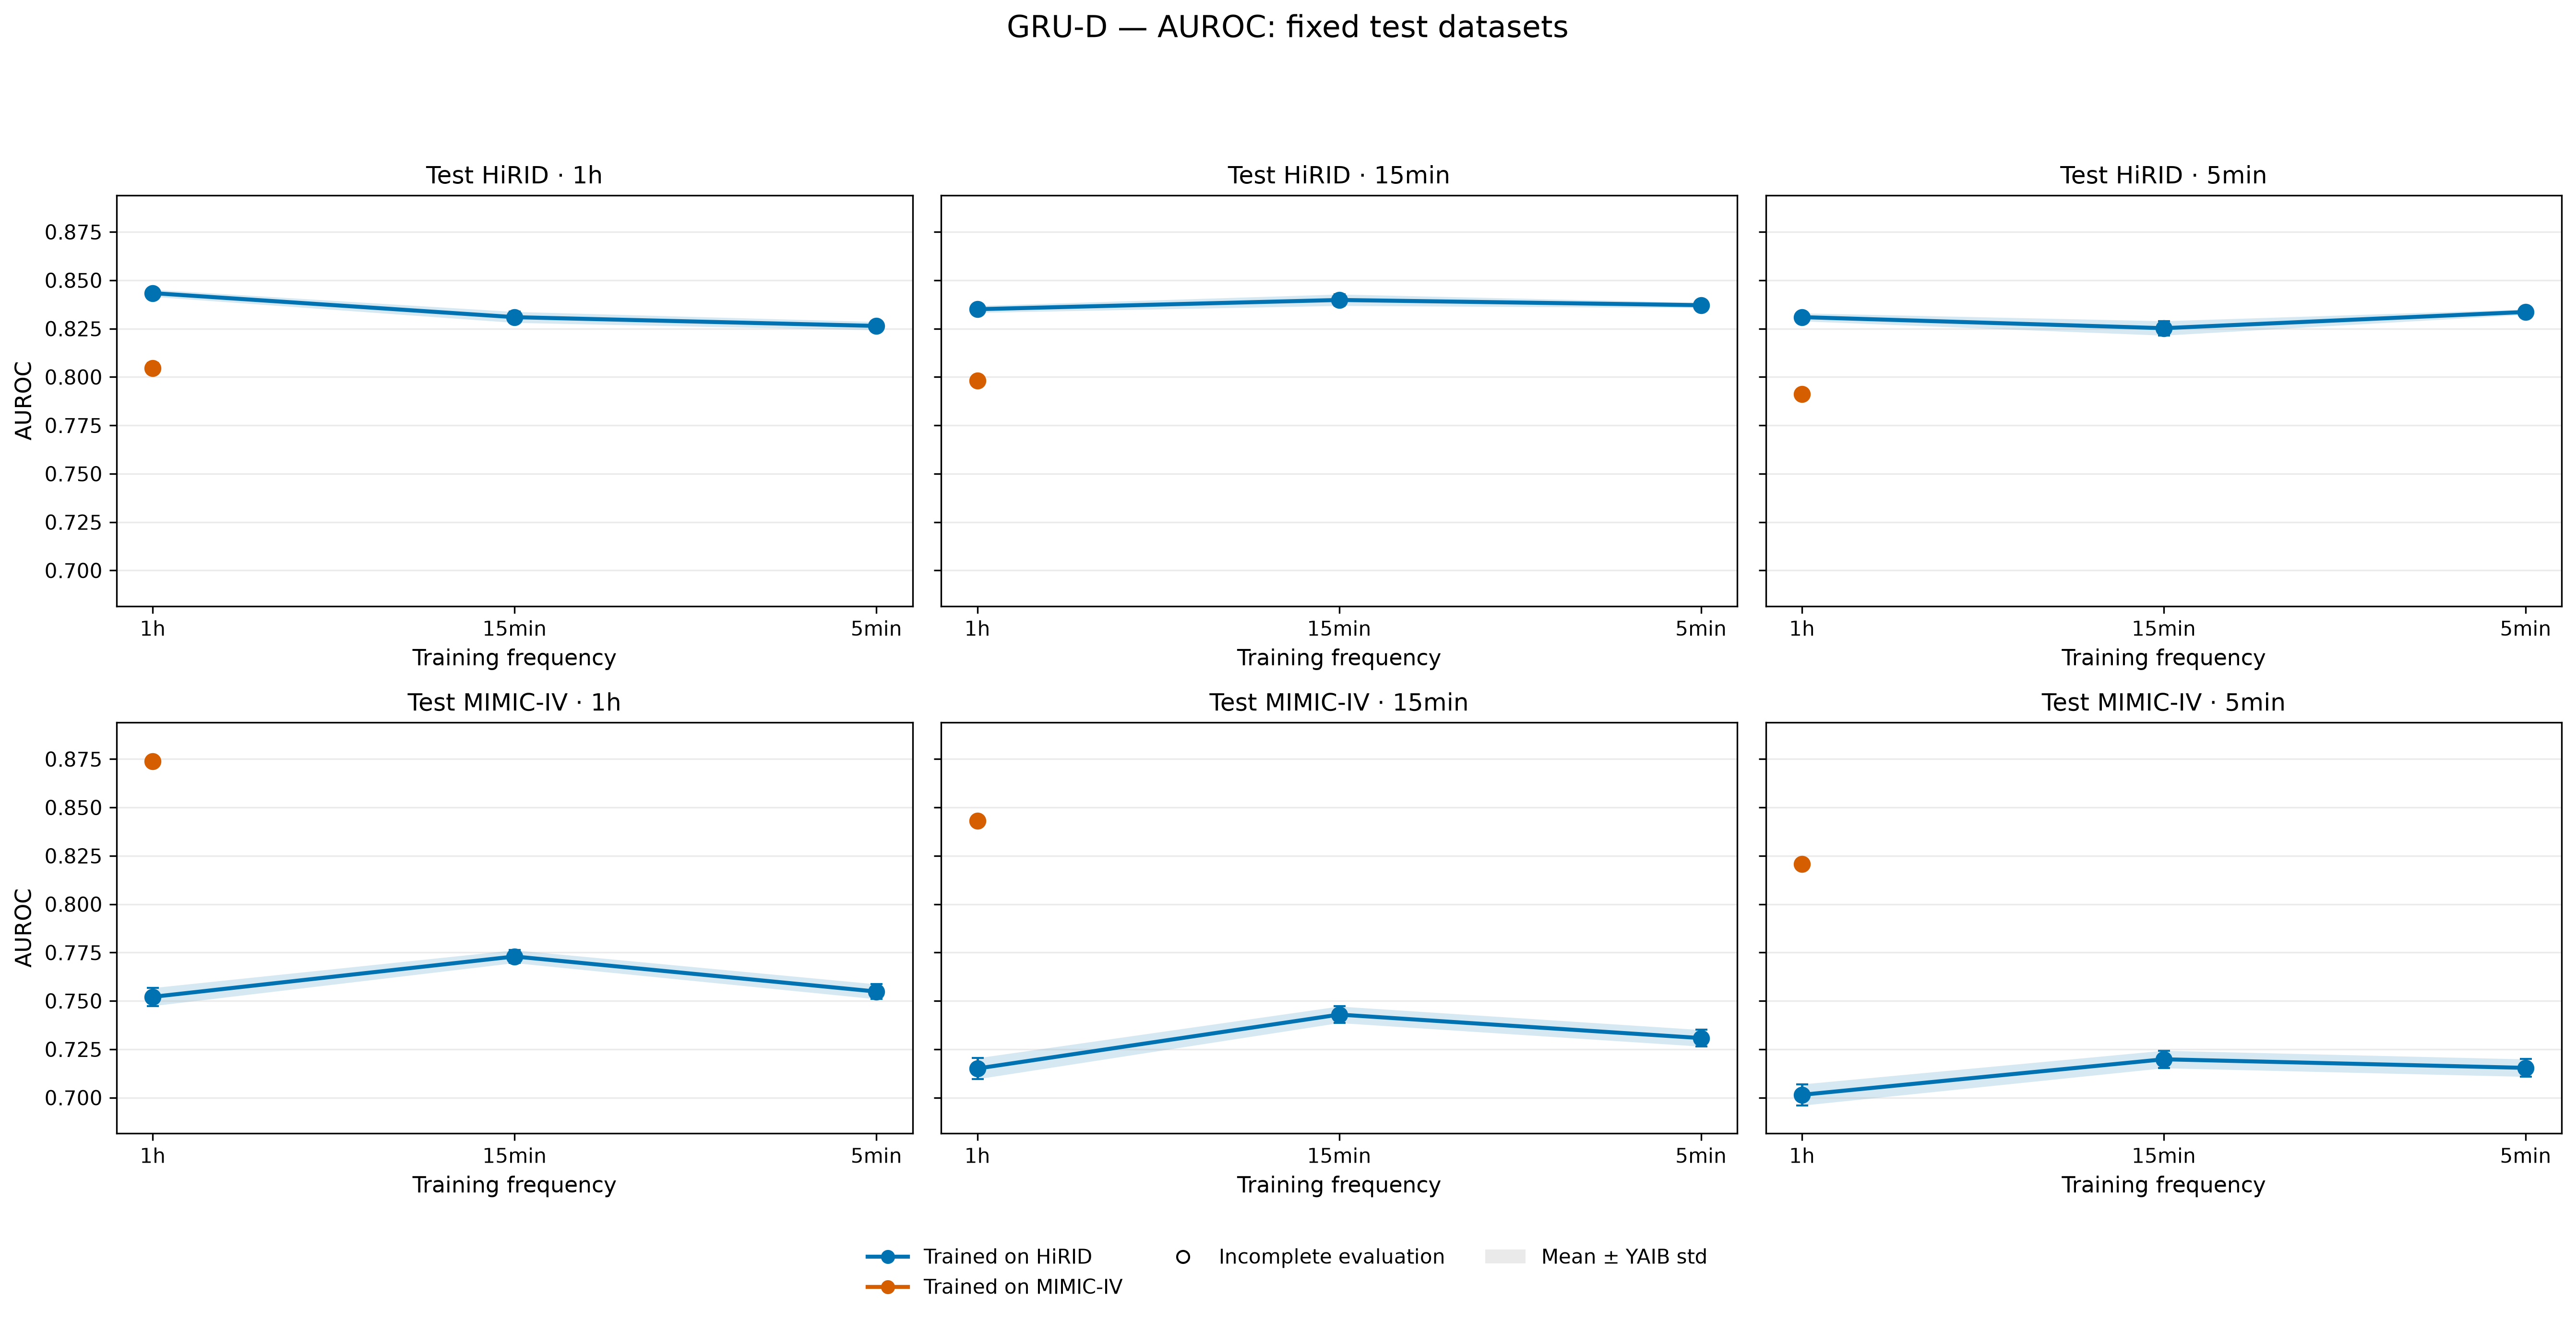 GRU-D — AUROC: fixed test datasets
Test HiRID · 1h
Test HiRID · 15min
Test HiRID · 5min
AUROC
0.875
0.850
0.825
0.800
0.775
0.750
0.725
0.700
1h 15min 5min
1h 15min 5min
1h 15min 5min
Training frequency
Training frequency
Training frequency
Test MIMIC-IV · 1h
Test MIMIC-IV · 15min
Test MIMIC-IV · 5min
AUROC
0.875
0.850
0.825
0.800
0.775
0.750
0.725
0.700
1h 15min 5min
1h 15min 5min
1h 15min 5min
Training frequency
Training frequency
Training frequency
Trained on HiRID
Trained on MIMIC-IV
Incomplete evaluation
Mean ± YAIB std